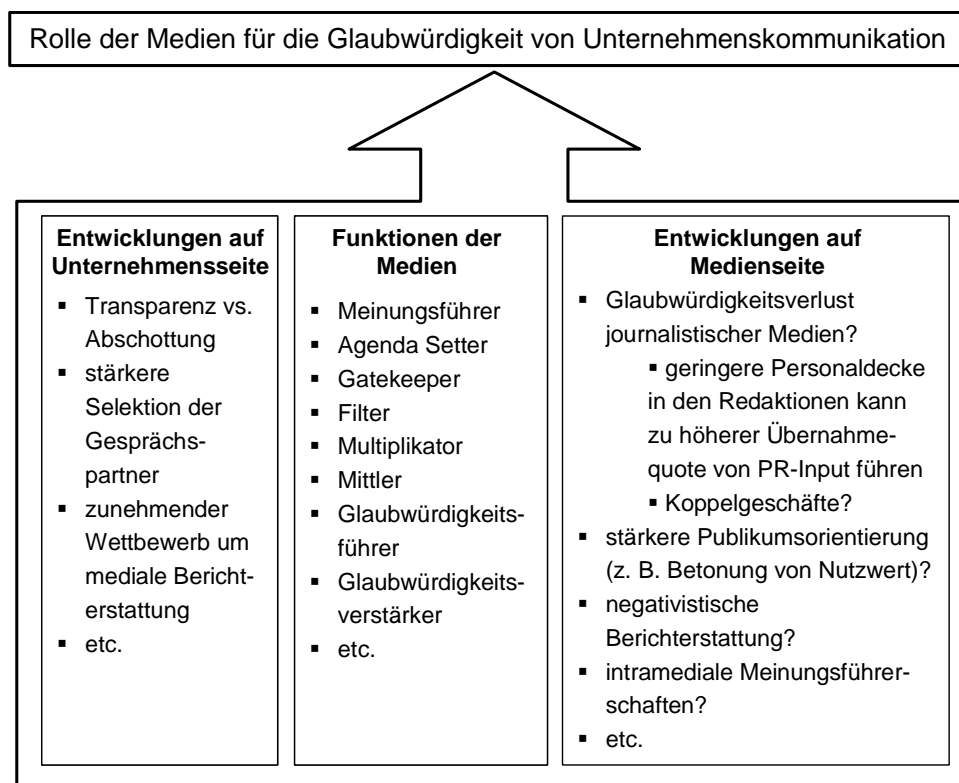 Rolle der Medien für die Glaubwürdigkeit von Unternehmenskommunikation
Entwicklungen auf
Unternehmensseite
▪ Transparenz vs.
Abschottung
▪ stärkere
Selektion der
Gesprächs-
partner
▪ zunehmender
Wettbewerb um
mediale Bericht-
erstattung
▪ etc.
Funktionen der
Medien
▪ Meinungsführer
▪ Agenda Setter
▪ Gatekeeper
▪ Filter
▪ Multiplikator
▪ Mittler
▪ Glaubwürdigkeits-
führer
▪ Glaubwürdigkeits-
verstärker
▪ etc.
Entwicklungen auf
Medienseite
▪ Glaubwürdigkeitsverlust
journalistischer Medien?
▪ geringere Personaldecke
in den Redaktionen kann
zu höherer Übernahme-
quote von PR-Input führen
▪ Koppelgeschäfte?
▪ stärkere Publikumsorientierung
(z. B. Betonung von Nutzwert)?
▪ negativistische
Berichterstattung?
▪ intramediale Meinungsführer-
schaften?
▪ etc.